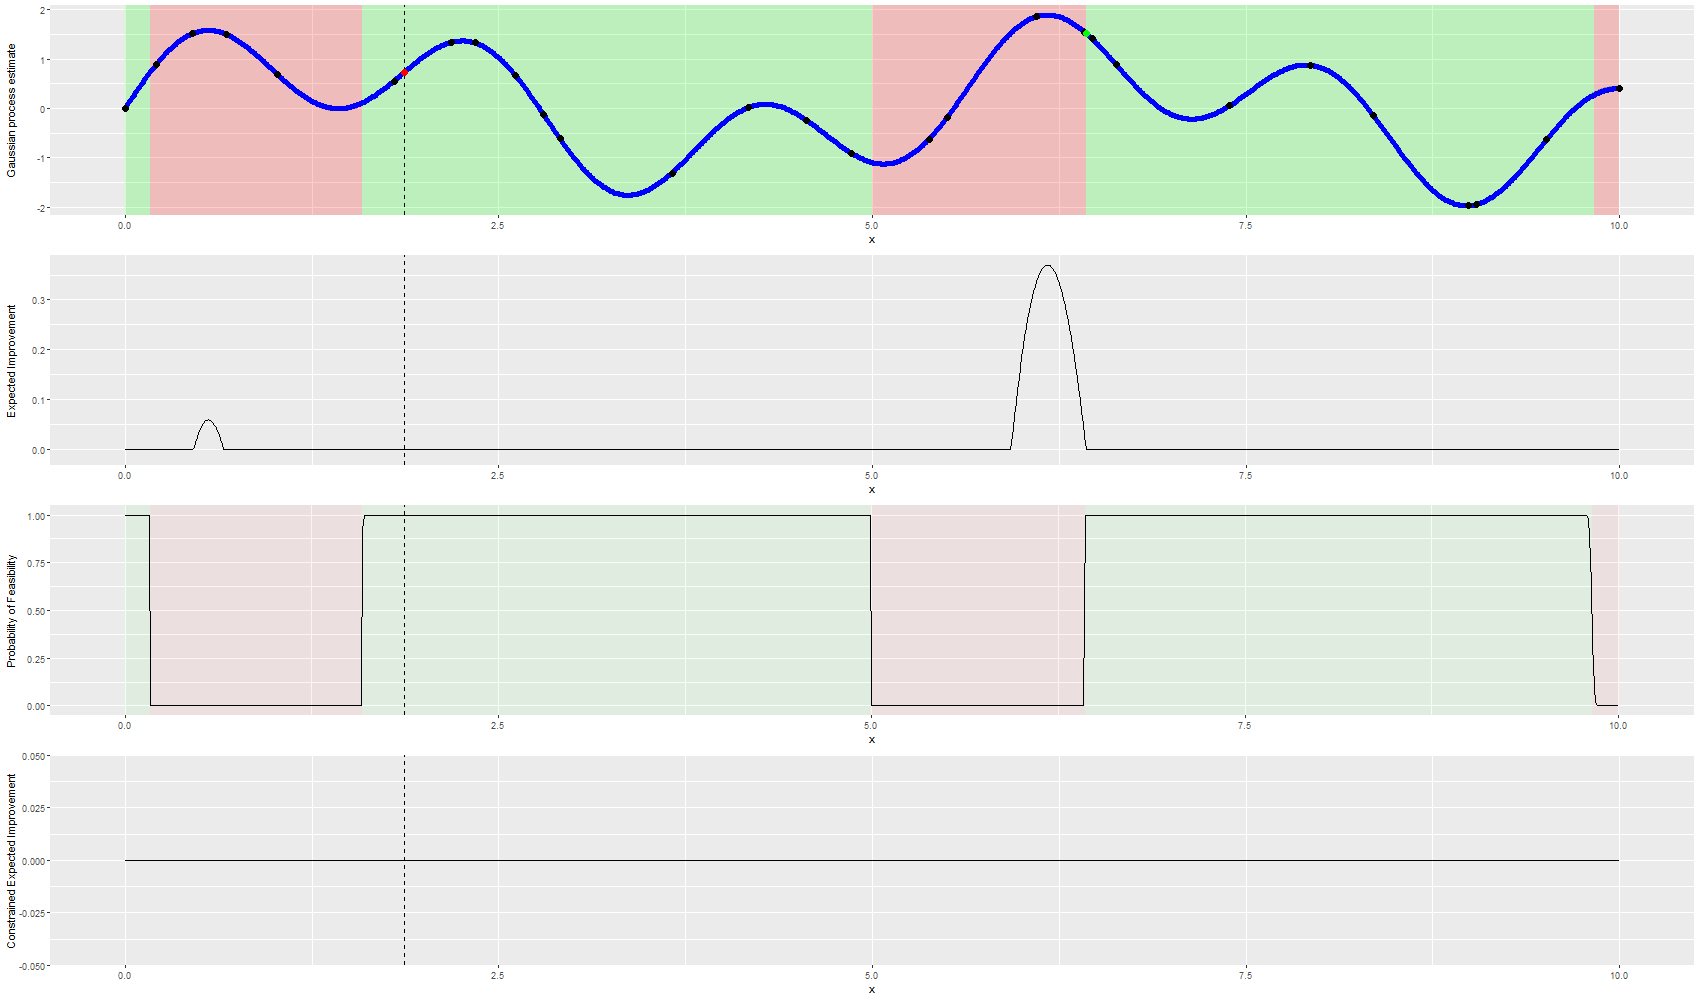 Gaussian process estimate
2
1
0
-1
-2
0.0 2.5 5.0 7.5 10.0
x
Expected Improvement
0.3
0.2
0.1
0.0
0.0 2.5 5.0 7.5 10.0
x
Probability of Feasibility
1.00
0.75
0.50
0.25
0.00
0.0 2.5 5.0 7.5 10.0
x
Constrained Expected Improvement
0.050
0.025
0.000
-0.025
-0.050
0.0 2.5 5.0 7.5 10.0
x